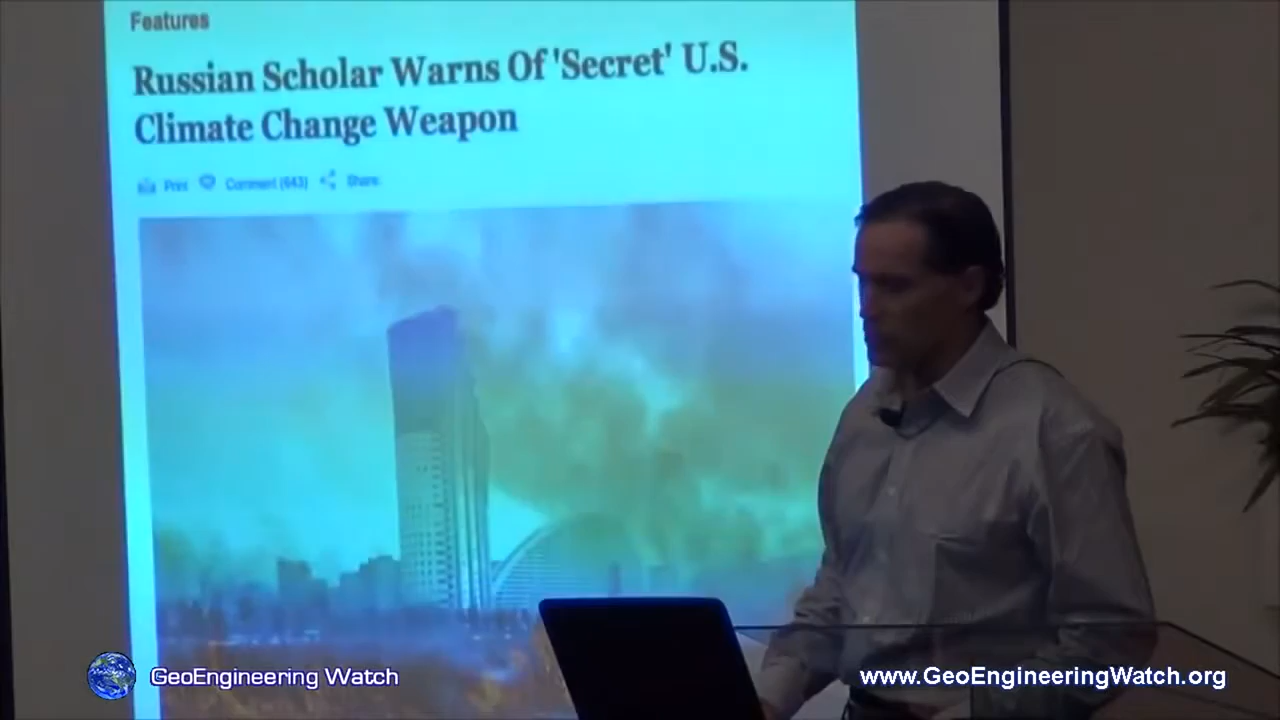 Features
Russian Scholar Warns Of 'Secret' U.S.
Climate Change Weapon
Print Comment (643) Share
GeoEngineering Watch
www.GeoEngineeringWatch.org